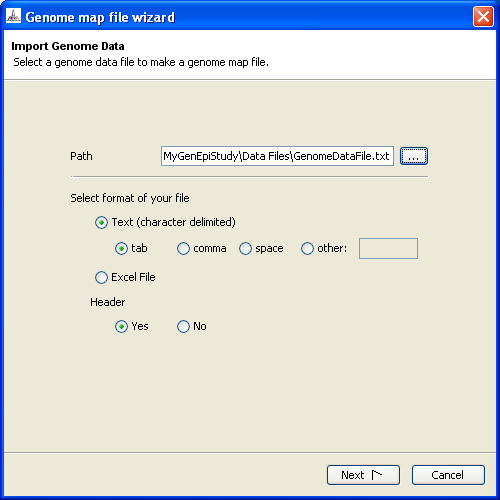 Genome map file wizard
Import Genome Data
Select a genome data file to make a genome map file.
Path MyGenEpiStudy\Data Files\GenomeDataFile.txt ...
Select format of your file
Text (character delimited)
tab comma space other:
Excel File
Header
Yes No
Next Cancel